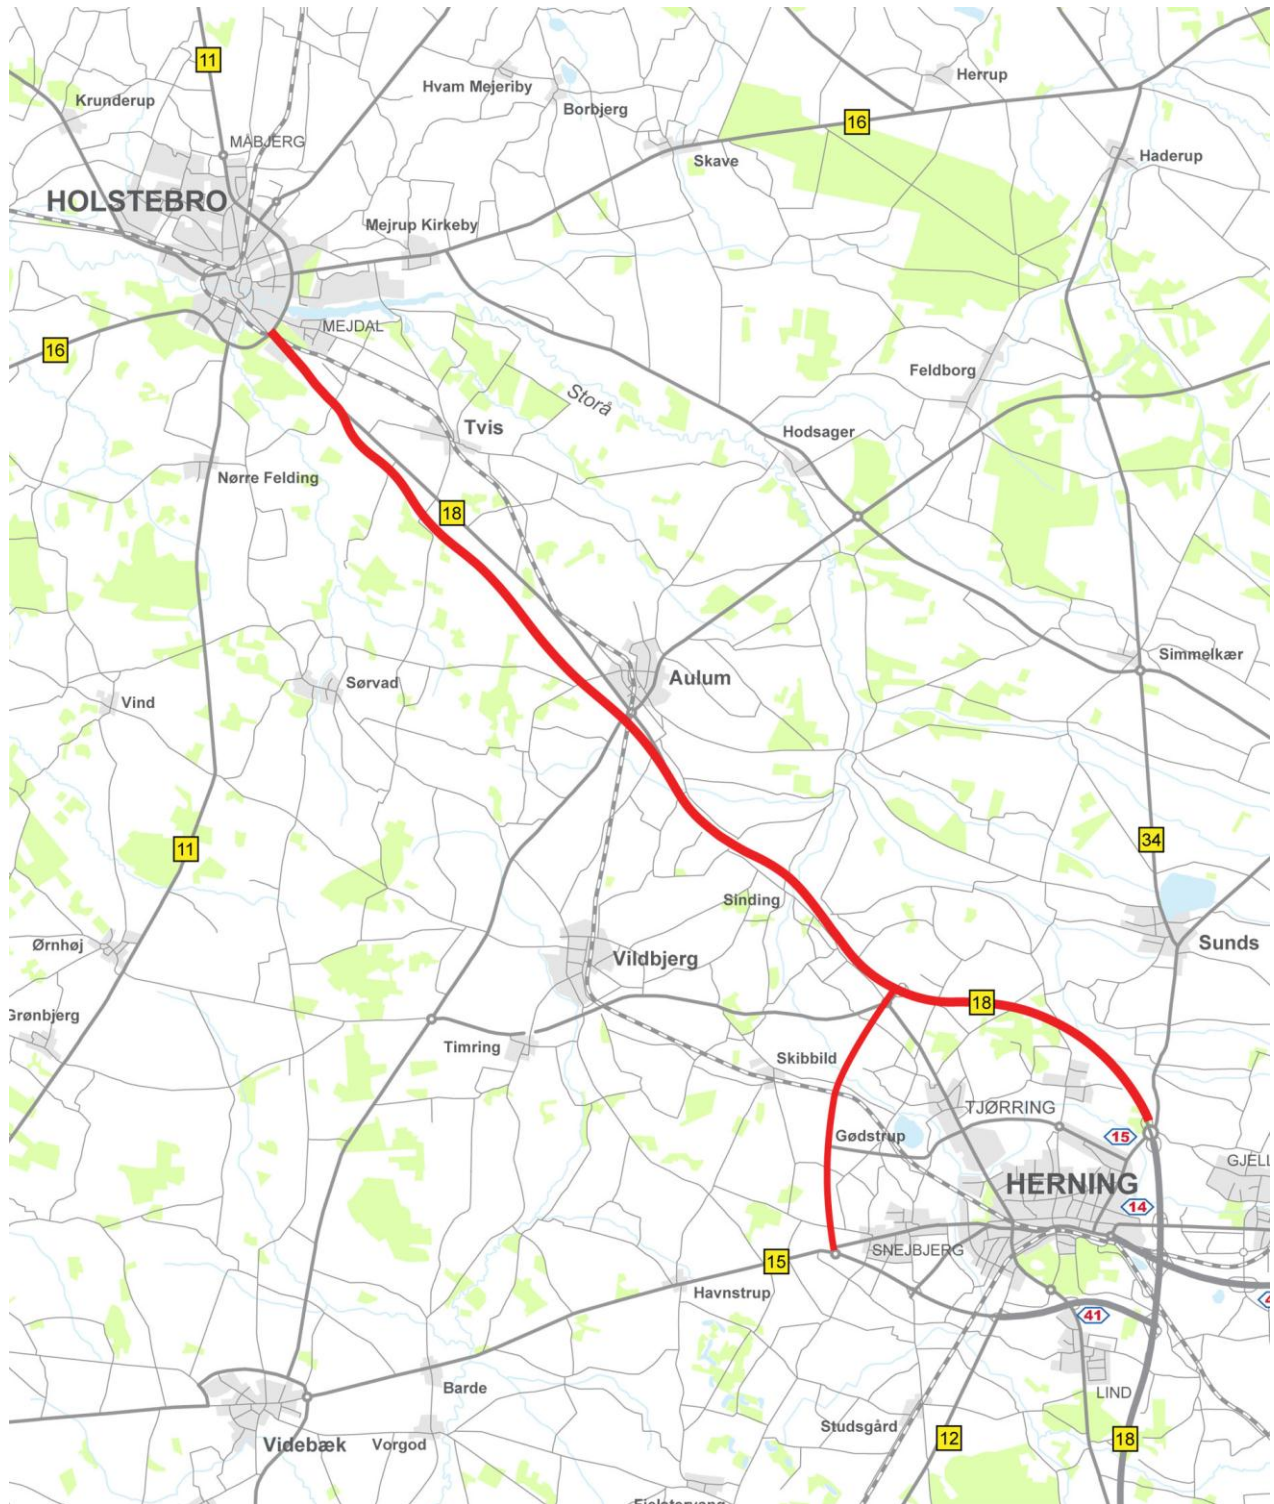 11
Krunderup
Hvam Mejeriby
Borbjerg
Herrup
16
MÅBJERG
Skave
Haderup
HOLSTEBRO
Mejrup Kirkeby
MEJDAL
16
Feldborg
Storå
Tvis
Hodsager
Nørre Felding
18
Simmelkær
Aulum
Sørvad
Vind
34
11
Sinding
Ørnhøj
Sunds
Vildbjerg
18
Grønbjerg
Timring
Skibbild
TJØRRING
Gødstrup
15
GJELL
HERNING
14
SNEJBJERG
15
Havnstrup
41
Barde
LIND
Studsgård
Videbæk
Vorgod
12
18